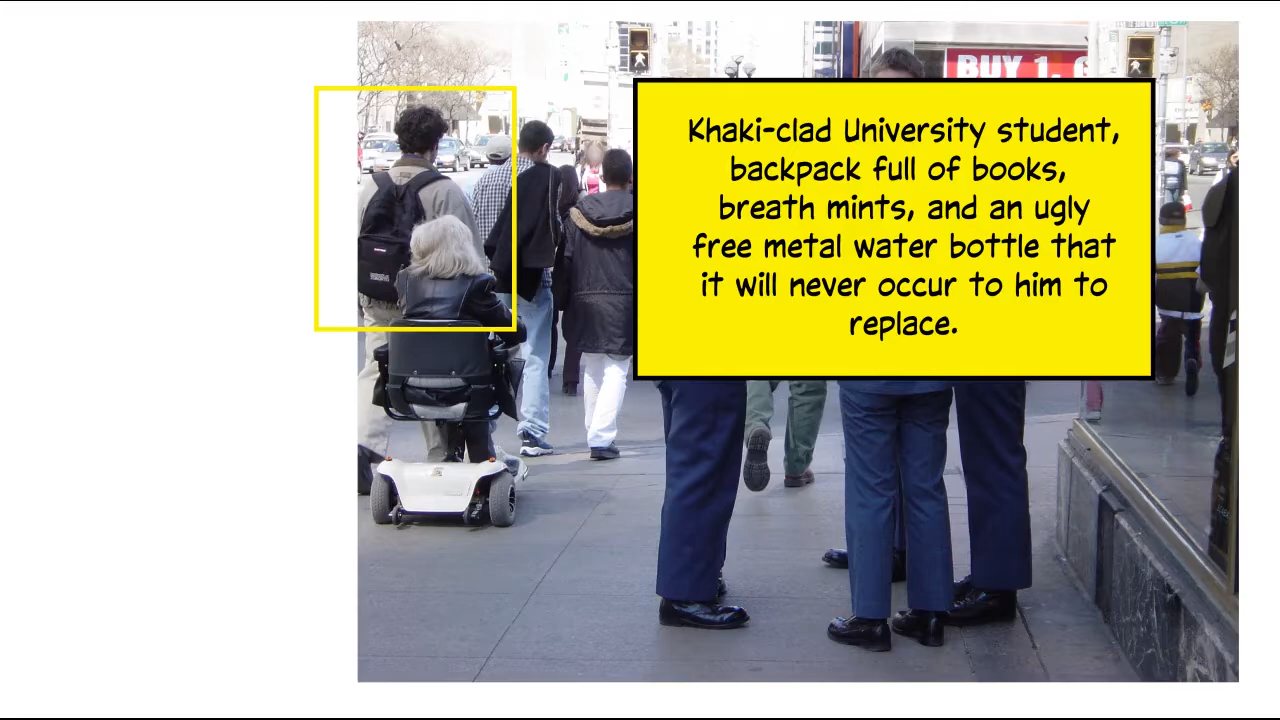 BUY 1, G
Khaki-clad University student,
backpack full of books,
breath mints, and an ugly
free metal water bottle that
it will never occur to him to
replace.